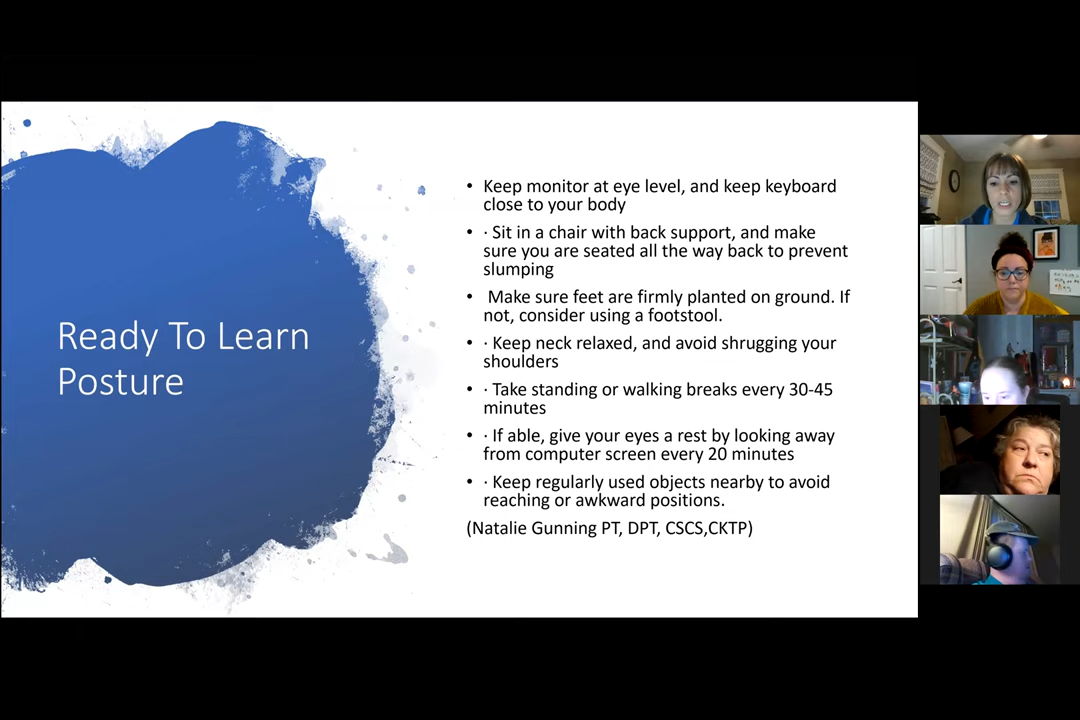 Ready To Learn
Posture
• Keep monitor at eye level, and keep keyboard
close to your body
• · Sit in a chair with back support, and make
sure you are seated all the way back to prevent
slumping
• Make sure feet are firmly planted on ground. If
not, consider using a footstool.
• · Keep neck relaxed, and avoid shrugging your
shoulders
• · Take standing or walking breaks every 30-45
minutes
• · If able, give your eyes a rest by looking away
from computer screen every 20 minutes
• · Keep regularly used objects nearby to avoid
reaching or awkward positions.
(Natalie Gunning PT, DPT, CSCS,CKTP)